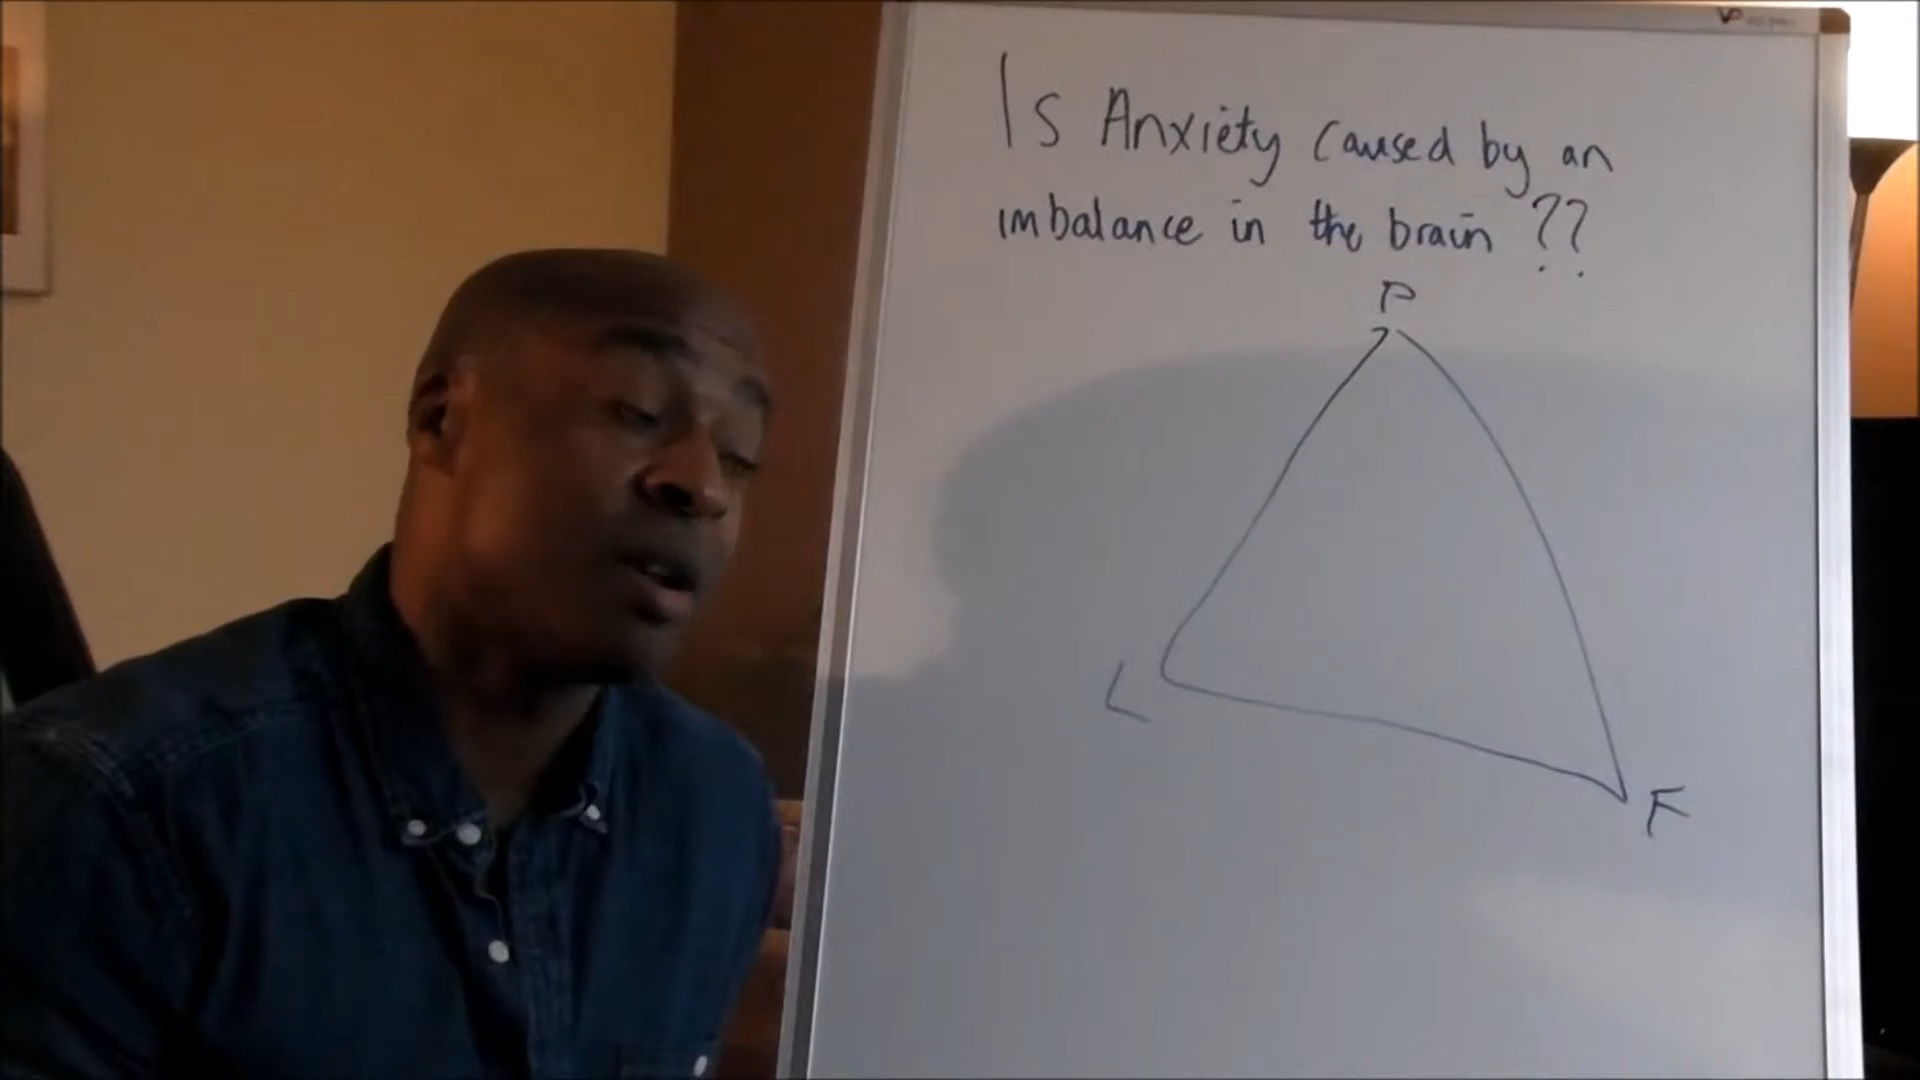 Is Anxiety caused by an
imbalance in the brain ??
P
L
F